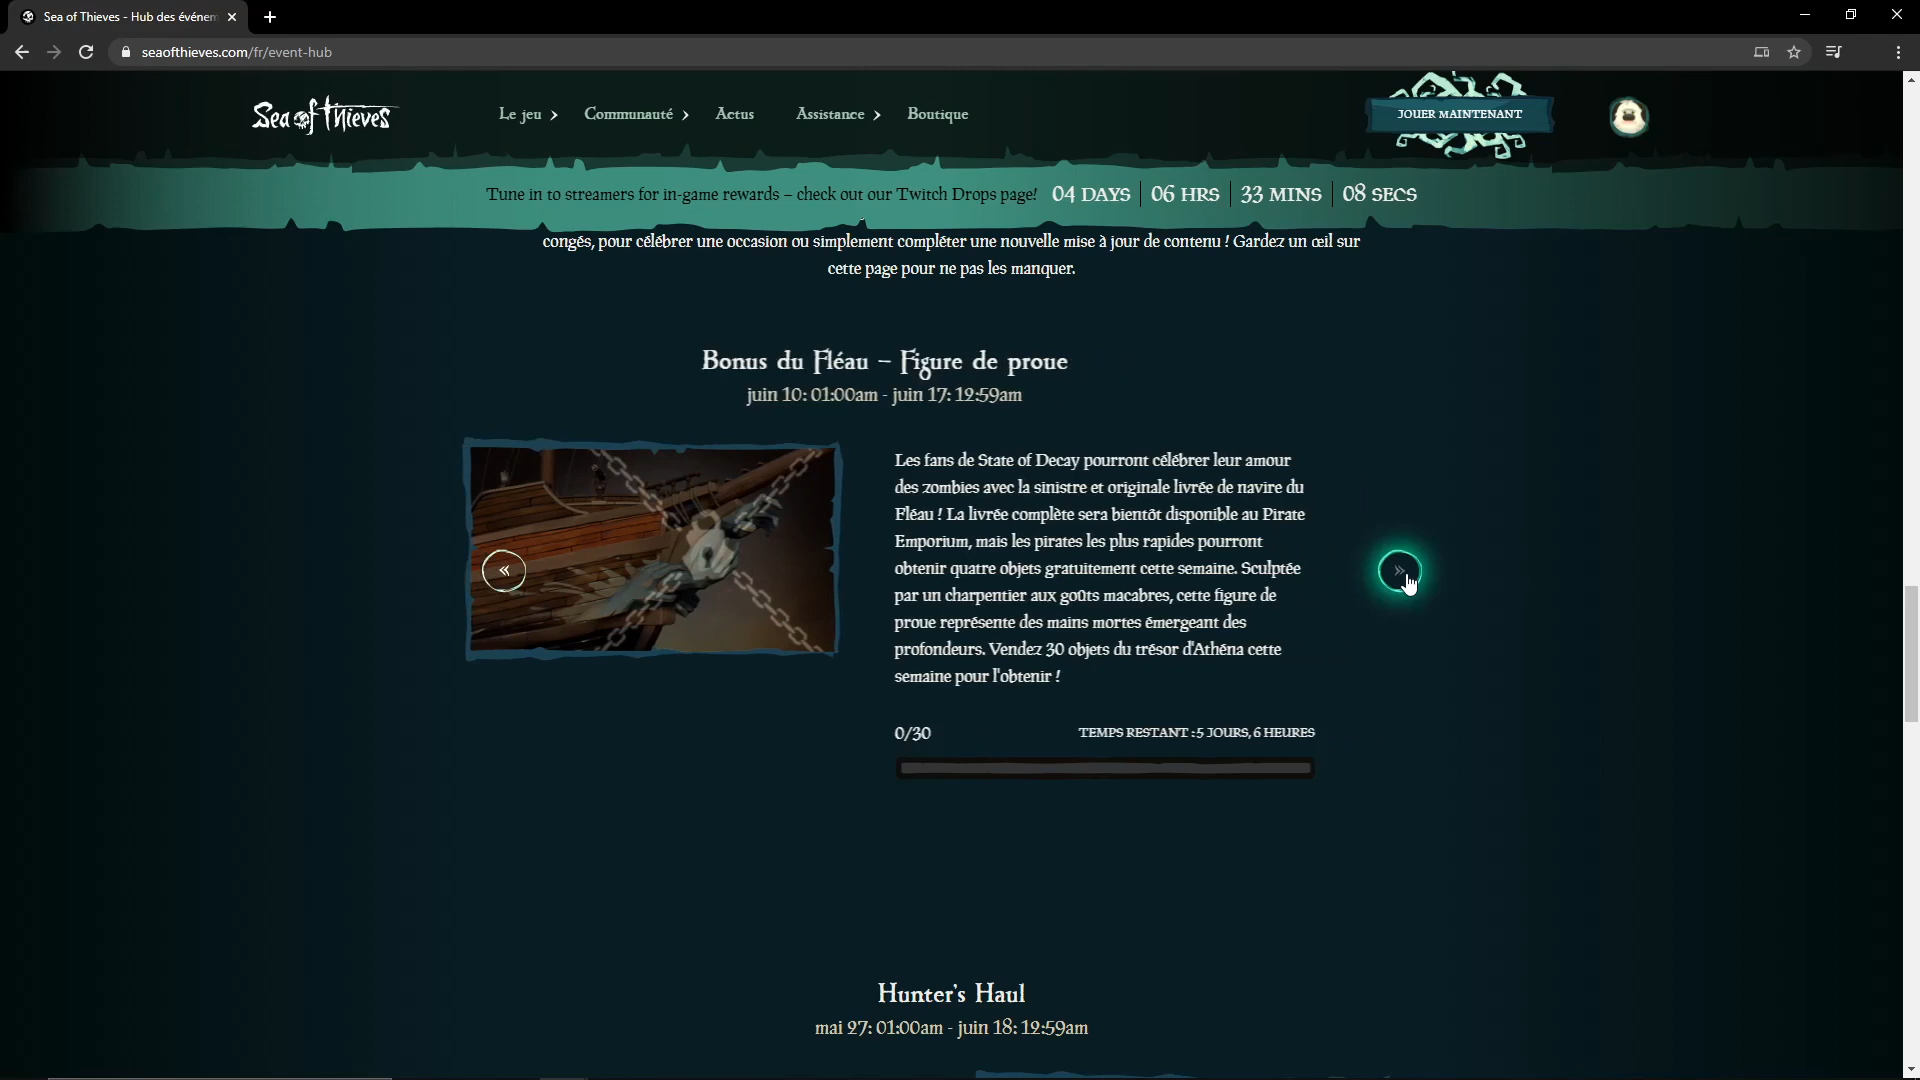 Sea of Thieves - Hub des événem
seaofthieves.com/fr/event-hub
Sea of Thieves
Le jeu
Communauté
Actus
Assistance
Boutique
JOUER MAINTENANT
Tune in to streamers for in-game rewards – check out our Twitch Drops page! 04 DAYS 06 HRS 33 MINS 08 SECS
congés, pour célébrer une occasion ou simplement compléter une nouvelle mise à jour de contenu ! Gardez un œil sur
cette page pour ne pas les manquer.
Bonus du Fléau – Figure de proue
juin 10: 01:00am - juin 17: 12:59am
Les fans de State of Decay pourront célébrer leur amour
des zombies avec la sinistre et originale livrée de navire du
Fléau ! La livrée complète sera bientôt disponible au Pirate
Emporium, mais les pirates les plus rapides pourront
obtenir quatre objets gratuitement cette semaine. Sculptée
par un charpentier aux goûts macabres, cette figure de
proue représente des mains mortes émergeant des
profondeurs. Vendez 30 objets du trésor d'Athéna cette
semaine pour l'obtenir !
0/30
TEMPS RESTANT : 5 JOURS, 6 HEURES
Hunter's Haul
mai 27: 01:00am - juin 18: 12:59am